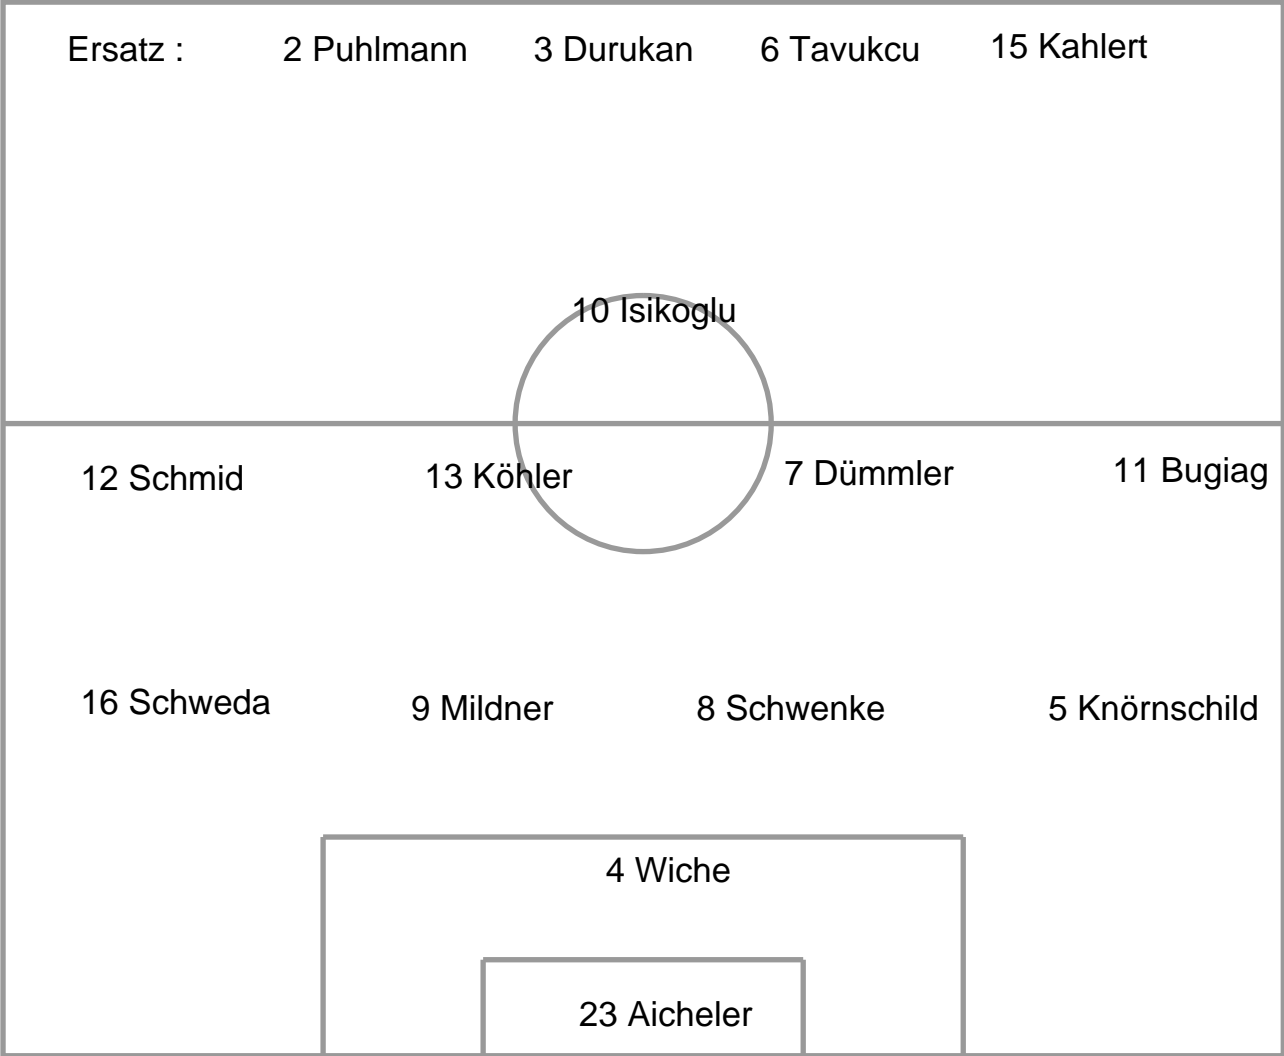 Ersatz : 2 Puhlmann 3 Durukan 6 Tavukcu 15 Kahlert
10 Isikoglu
12 Schmid 13 Köhler 7 Dümmler 11 Bugiag
16 Schweda 9 Mildner 8 Schwenke 5 Knörnschild
4 Wiche
23 Aicheler